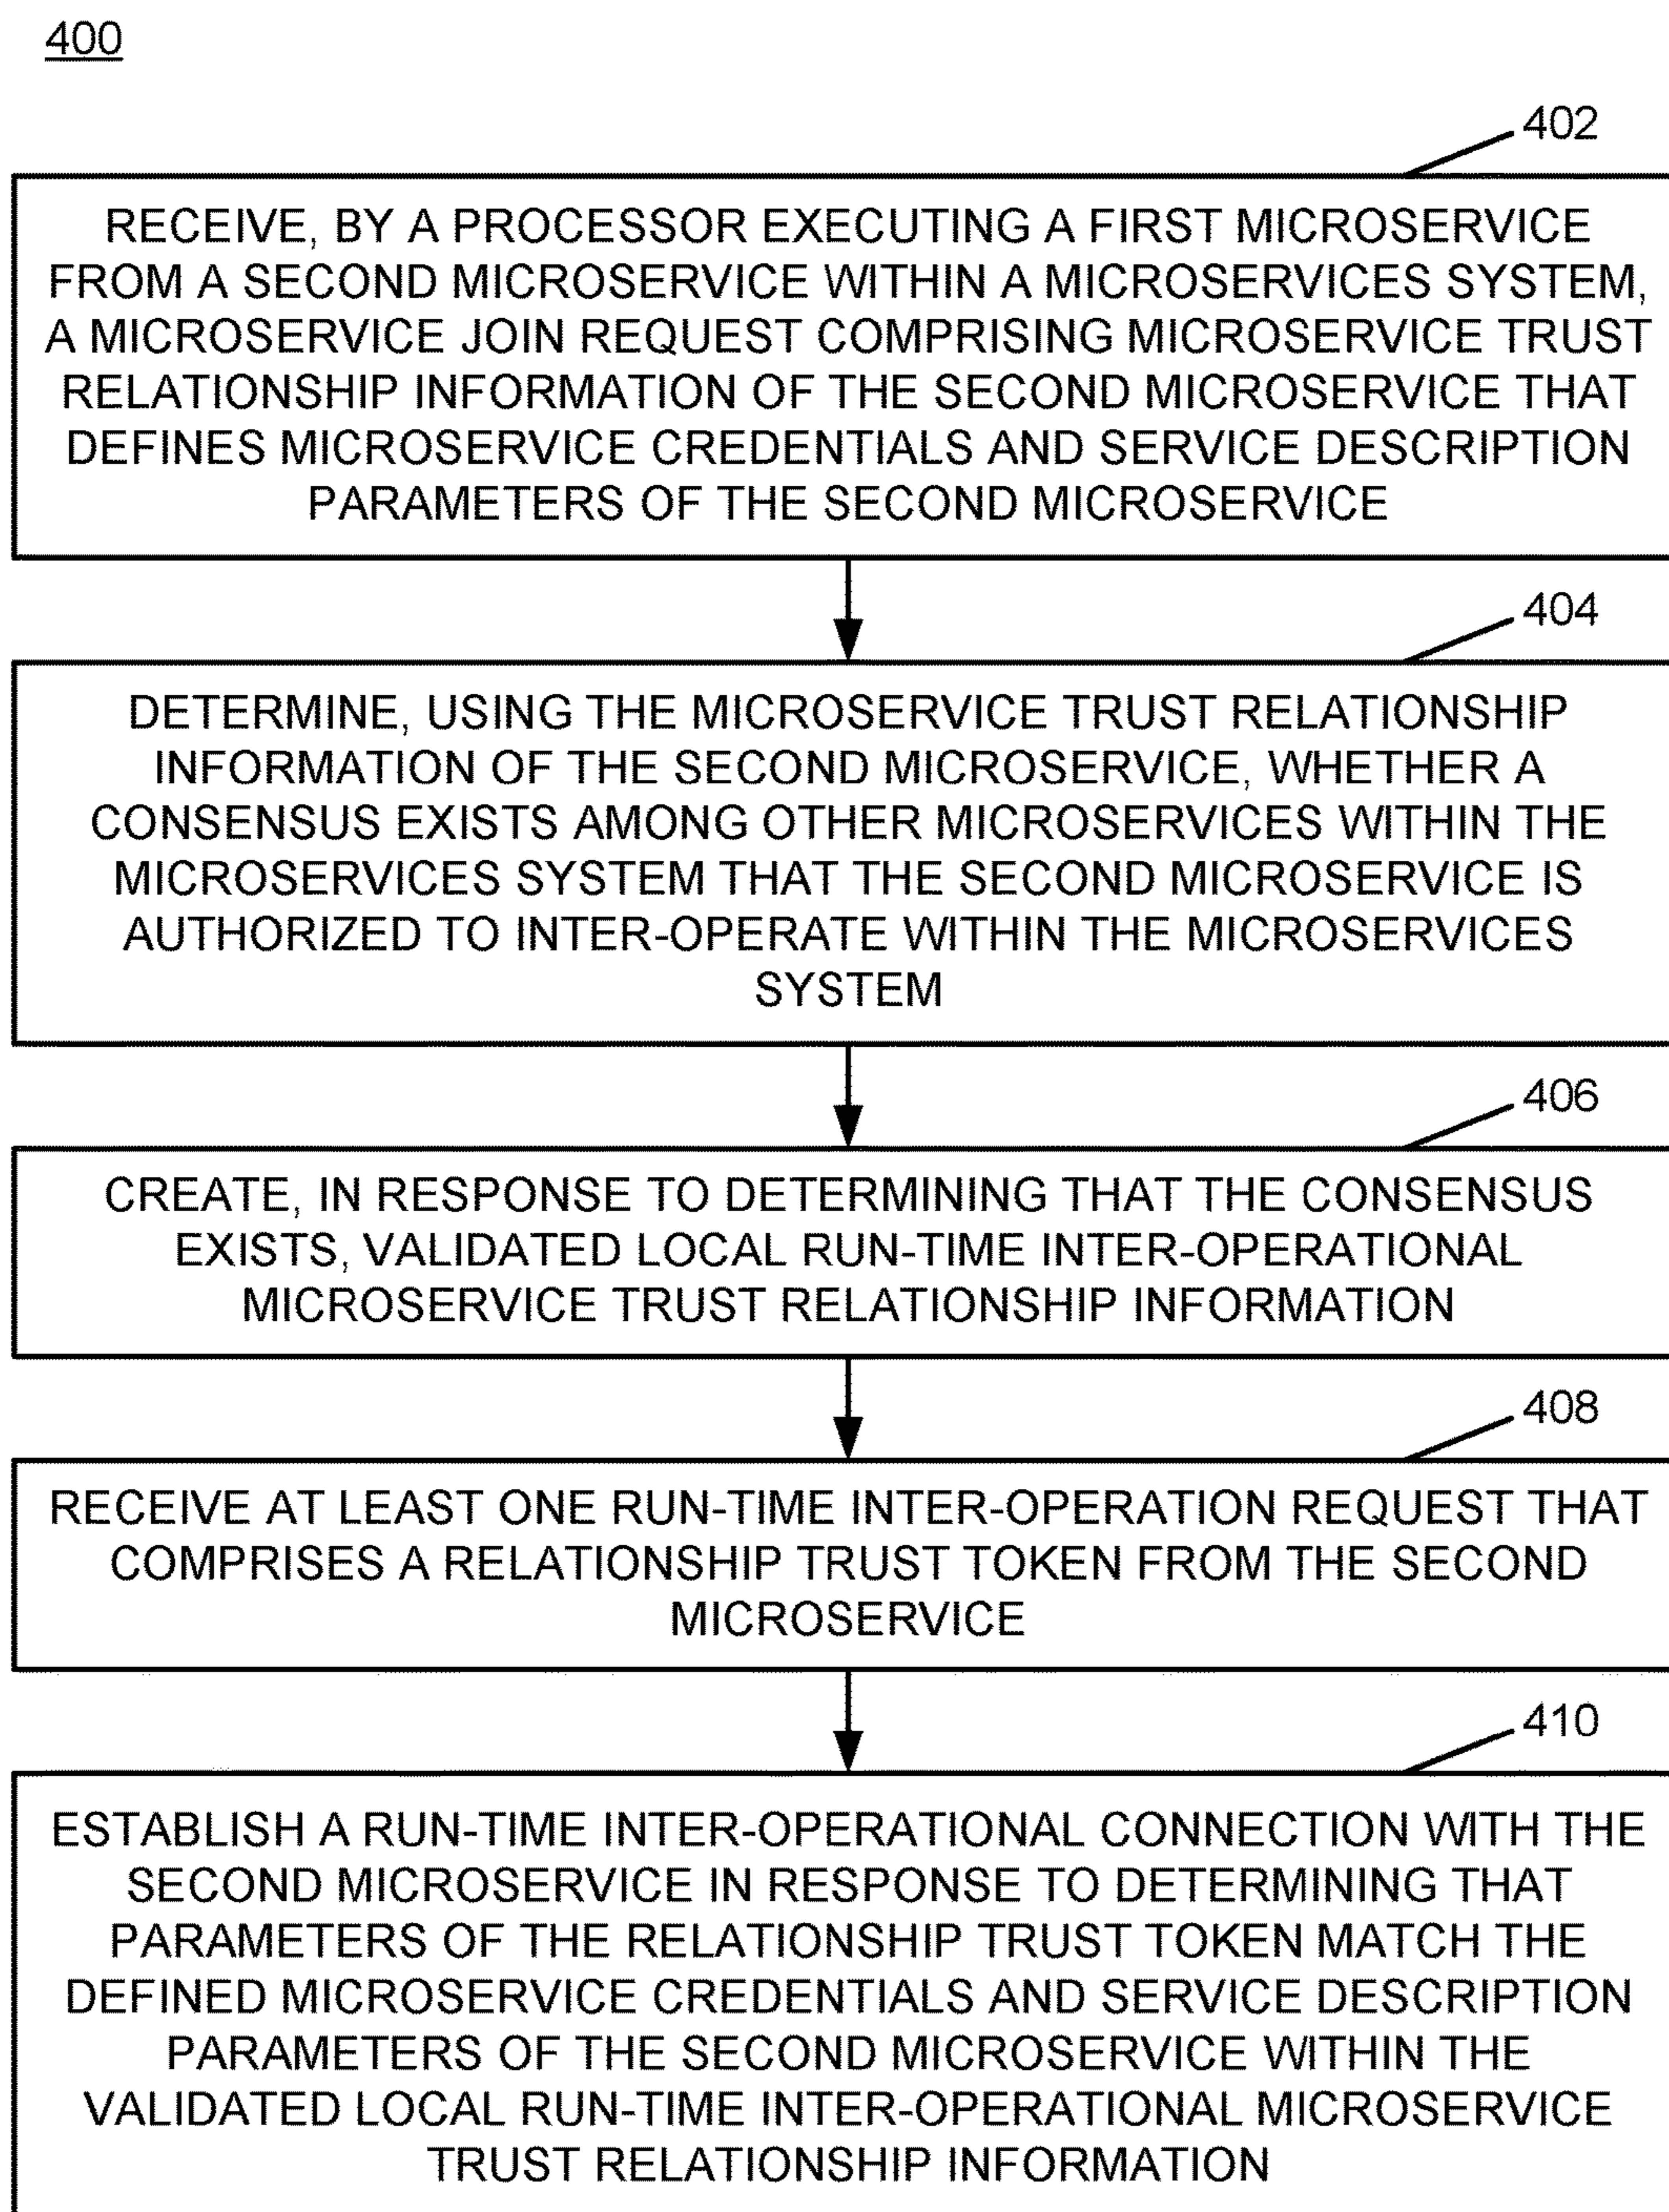 400
402
RECEIVE, BY A PROCESSOR EXECUTING A FIRST MICROSERVICE
FROM A SECOND MICROSERVICE WITHIN A MICROSERVICES SYSTEM,
A MICROSERVICE JOIN REQUEST COMPRISING MICROSERVICE TRUST
RELATIONSHIP INFORMATION OF THE SECOND MICROSERVICE THAT
DEFINES MICROSERVICE CREDENTIALS AND SERVICE DESCRIPTION
PARAMETERS OF THE SECOND MICROSERVICE
404
DETERMINE, USING THE MICROSERVICE TRUST RELATIONSHIP
INFORMATION OF THE SECOND MICROSERVICE, WHETHER A
CONSENSUS EXISTS AMONG OTHER MICROSERVICES WITHIN THE
MICROSERVICES SYSTEM THAT THE SECOND MICROSERVICE IS
AUTHORIZED TO INTER-OPERATE WITHIN THE MICROSERVICES
SYSTEM
406
CREATE, IN RESPONSE TO DETERMINING THAT THE CONSENSUS
EXISTS, VALIDATED LOCAL RUN-TIME INTER-OPERATIONAL
MICROSERVICE TRUST RELATIONSHIP INFORMATION
408
RECEIVE AT LEAST ONE RUN-TIME INTER-OPERATION REQUEST THAT
COMPRISES A RELATIONSHIP TRUST TOKEN FROM THE SECOND
MICROSERVICE
410
ESTABLISH A RUN-TIME INTER-OPERATIONAL CONNECTION WITH THE
SECOND MICROSERVICE IN RESPONSE TO DETERMINING THAT
PARAMETERS OF THE RELATIONSHIP TRUST TOKEN MATCH THE
DEFINED MICROSERVICE CREDENTIALS AND SERVICE DESCRIPTION
PARAMETERS OF THE SECOND MICROSERVICE WITHIN THE
VALIDATED LOCAL RUN-TIME INTER-OPERATIONAL MICROSERVICE
TRUST RELATIONSHIP INFORMATION